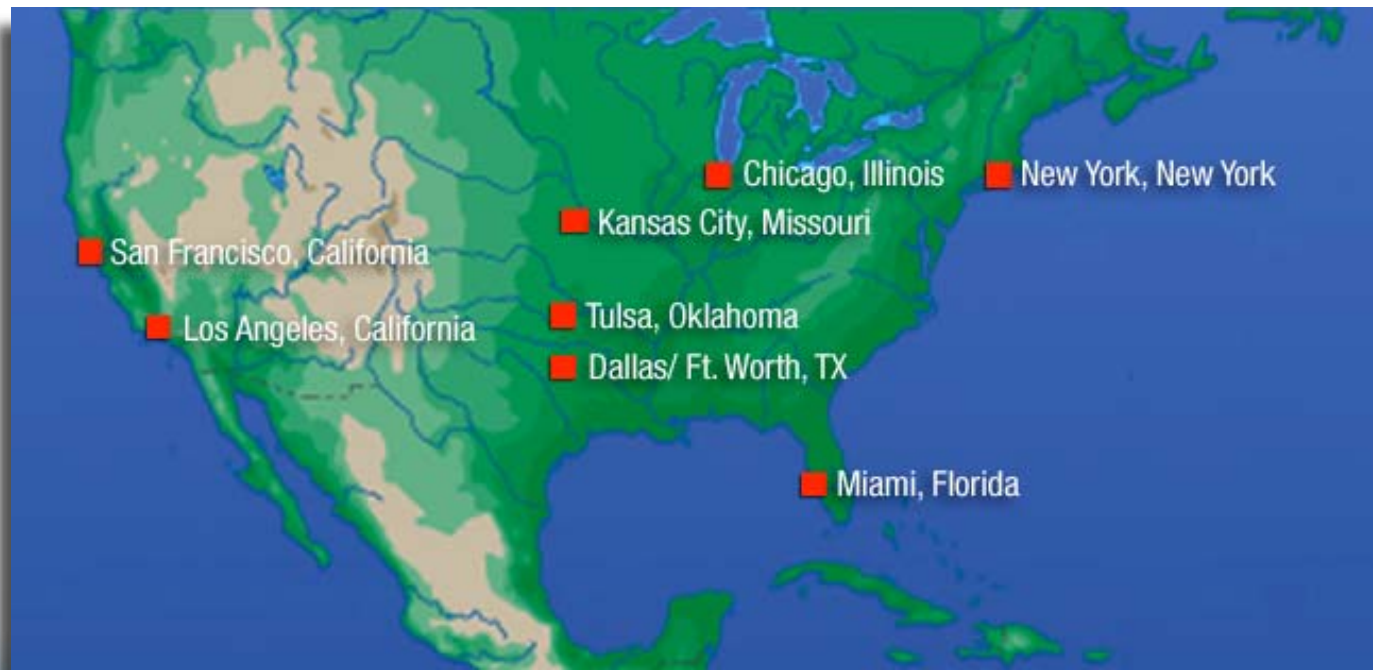 Chicago, Illinois
New York, New York
Kansas City, Missouri
San Francisco, California
Tulsa, Oklahoma
Los Angeles, California
Dallas/ Ft. Worth, TX
Miami, Florida